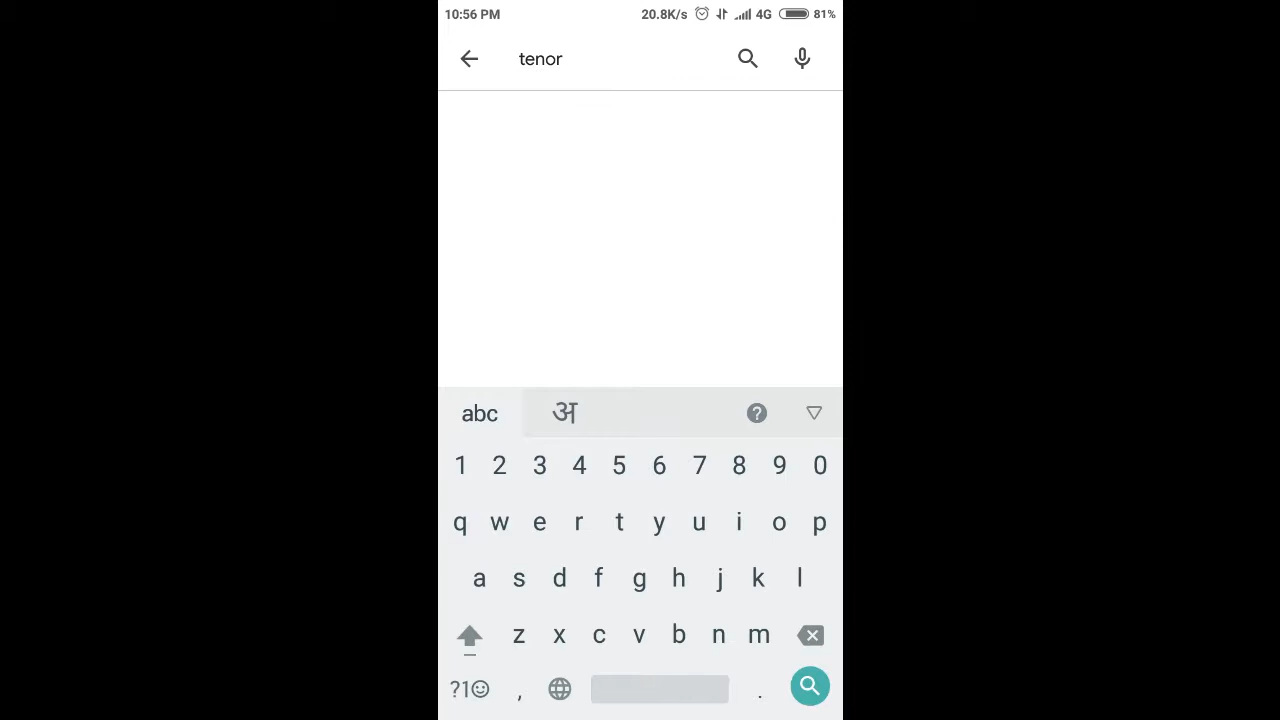 10:56 PM 20.8K/s 4G 81%
tenor
abc अ ?
1 2 3 4 5 6 7 8 9 0
q w e r t y u i o p
a s d f g h j k l
z x c v b n m
?1☺ , .